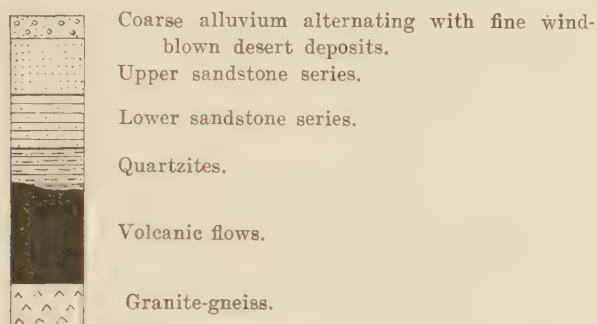 Coarse alluvium alternating with fine wind-
blown desert deposits.
Upper sandstone series.
Lower sandstone series.
Quartzites.
Volcanic flows.
Granite-gneiss.